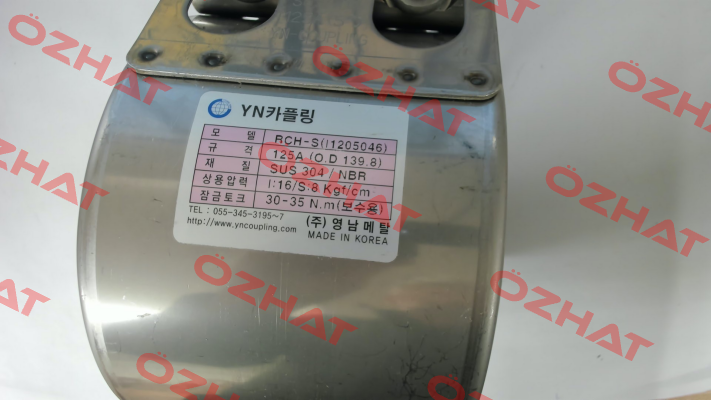 YN카플링
모 델 RCH-S(I1205046)
규 격 125A (O.D 139.8)
재 질 SUS 304 / NBR
상용압력 I:16/S:8 Kgf/cm
잠금토크 30-35 N.m(보수용)
TEL : 055-345-3195~7
http://www.yncoupling.com
(주) 영남메탈
MADE IN KOREA
ÖZHAT
ÖZHAT
ÖZHAT
ÖZHAT
ÖZHAT
ÖZHAT
ÖZHAT
ÖZHAT